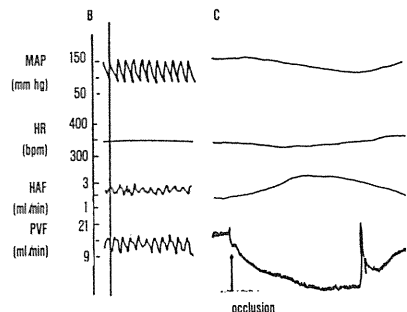 B C
MAP 150
(mm hg) 50
HR 400
(bpm) 300
HAF 3
(ml/min) 1
PVF 21
(ml/min) 9
occlusion